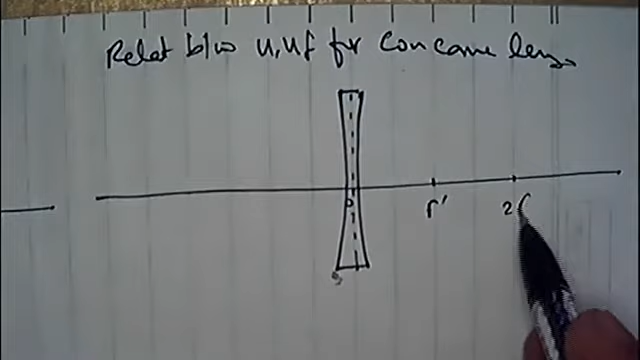 Relat b/w u,v,f for Concave lens
o F' 2F